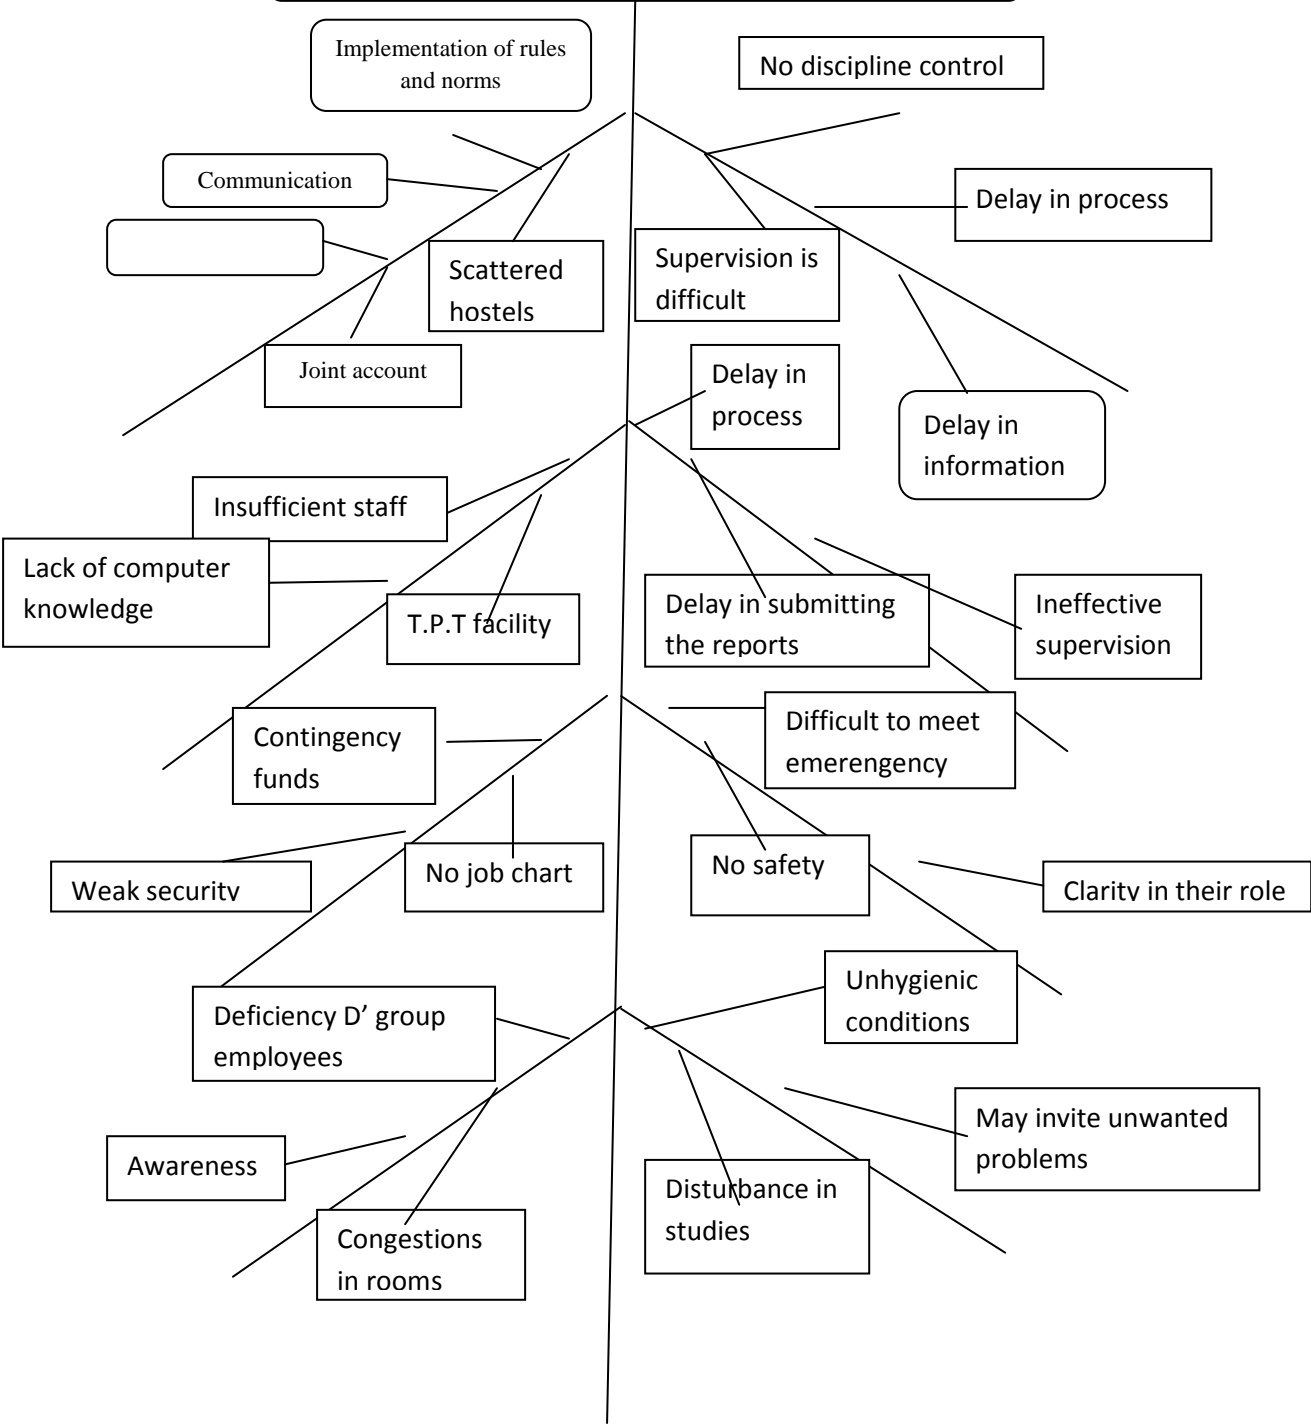 Implementation of rules
and norms
No discipline control
Communication
Delay in process
Scattered
hostels
Supervision is
difficult
Joint account
Delay in
process
Delay in
information
Insufficient staff
Lack of computer
knowledge
T.P.T facility
Delay in submitting
the reports
Ineffective
supervision
Contingency
funds
Difficult to meet
emerengency
Weak security
No job chart
No safety
Clarity in their role
Unhygienic
conditions
Deficiency D’ group
employees
May invite unwanted
problems
Awareness
Disturbance in
studies
Congestions
in rooms